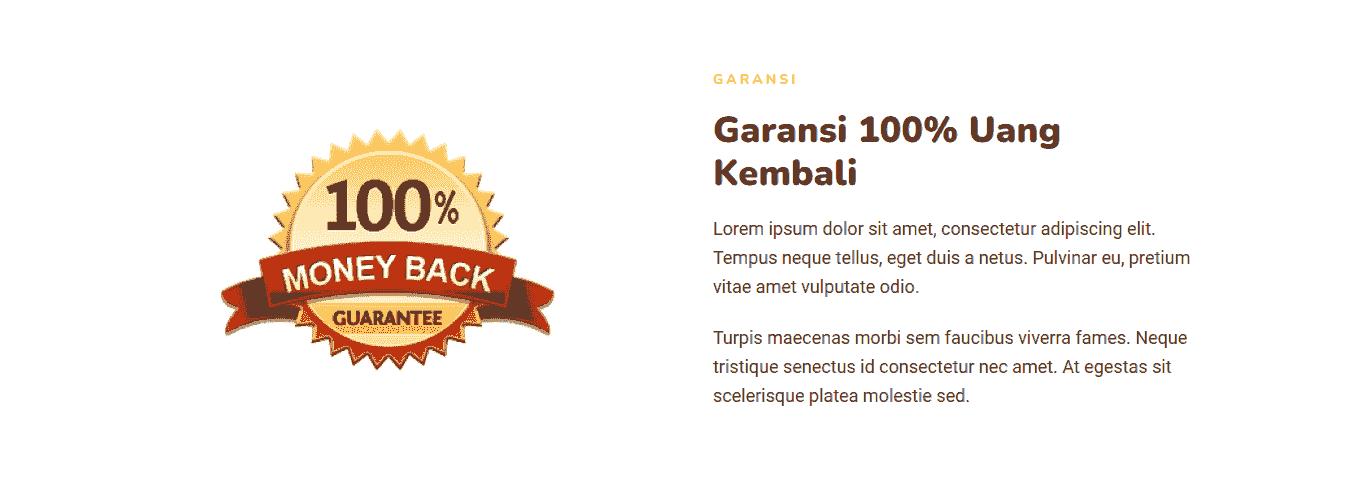 100%
MONEY BACK
GUARANTEE
GARANSI
Garansi 100% Uang
Kembali
Lorem ipsum dolor sit amet, consectetur adipiscing elit.
Tempus neque tellus, eget duis a netus. Pulvinar eu, pretium
vitae amet vulputate odio.
Turpis maecenas morbi sem faucibus viverra fames. Neque
tristique senectus id consectetur nec amet. At egestas sit
scelerisque platea molestie sed.